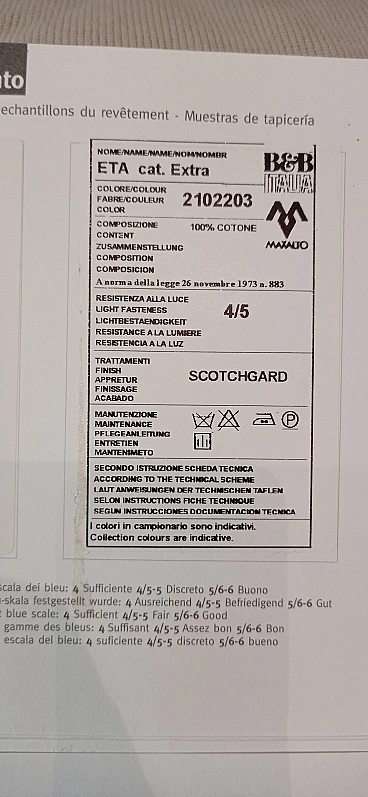 nto
echantillons du revêtement - Muestras de tapicería
NOME/NAME/NAME/NOM/NOMBR
ETA cat. Extra
B&B
ITALIA
COLORE/COLOUR
FABRE/COULEUR
COLOR
2102203
MAXALTO
COMPOSIZIONE
CONTENT
ZUSAMMENSTELLUNG
COMPOSITION
COMPOSICION
100% COTONE
A norma della legge 26 novembre 1973 n. 883
RESISTENZA ALLA LUCE
LIGHT FASTENESS
LICHTBESTAENDIGKEIT
RESISTANCE A LA LUMIERE
RESISTENCIA A LA LUZ
4/5
TRATTAMENTI
FINISH
APPRETUR
FINISSAGE
ACABADO
SCOTCHGARD
MANUTENZIONE
MAINTENANCE
PFLEGEANLEITUNG
ENTRETIEN
MANTENIMETO
P
SECONDO ISTRUZIONE SCHEDA TECNICA
ACCORDING TO THE TECHNICAL SCHEME
LAUT ANWEISUNGEN DER TECHNISCHEN TAFLEN
SELON INSTRUCTIONS FICHE TECHNIQUE
SEGUN INSTRUCCIONES DOCUMENTACION TECNICA
I colori in campionario sono indicativi.
Collection colours are indicative.
scala dei bleu: 4 Sufficiente 4/5-5 Discreto 5/6-6 Buono
-skala festgestellt wurde: 4 Ausreichend 4/5-5 Befriedigend 5/6-6 Gut
t blue scale: 4 Sufficient 4/5-5 Fair 5/6-6 Good
gamme des bleus: 4 Suffisant 4/5-5 Assez bon 5/6-6 Bon
escala del bleu: 4 suficiente 4/5-5 discreto 5/6-6 bueno